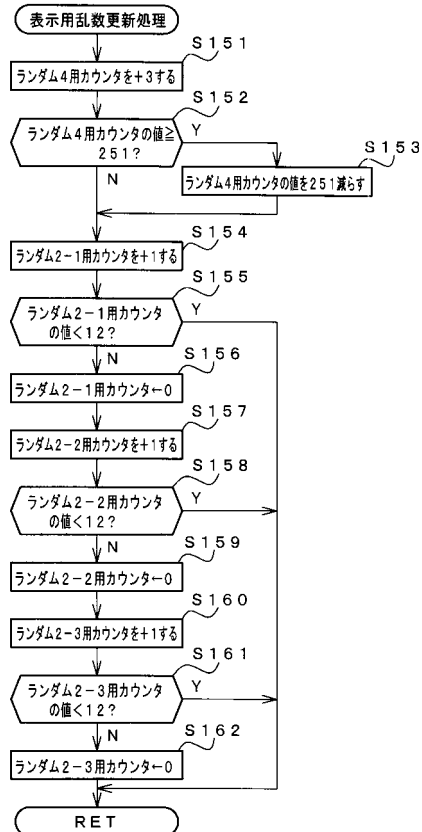 表示用乱数更新処理
S151
ランダム4用カウンタを+3する
S152
ランダム4用カウンタの値≧
251?
Y
N
S153
ランダム4用カウンタの値を251減らす
S154
ランダム2-1用カウンタを+1する
S155
ランダム2-1用カウンタ
の値<12?
Y
N
S156
ランダム2-1用カウンタ←0
S157
ランダム2-2用カウンタを+1する
S158
ランダム2-2用カウンタ
の値<12?
Y
N
S159
ランダム2-2用カウンタ←0
S160
ランダム2-3用カウンタを+1する
S161
ランダム2-3用カウンタ
の値<12?
Y
N
S162
ランダム2-3用カウンタ←0
RET